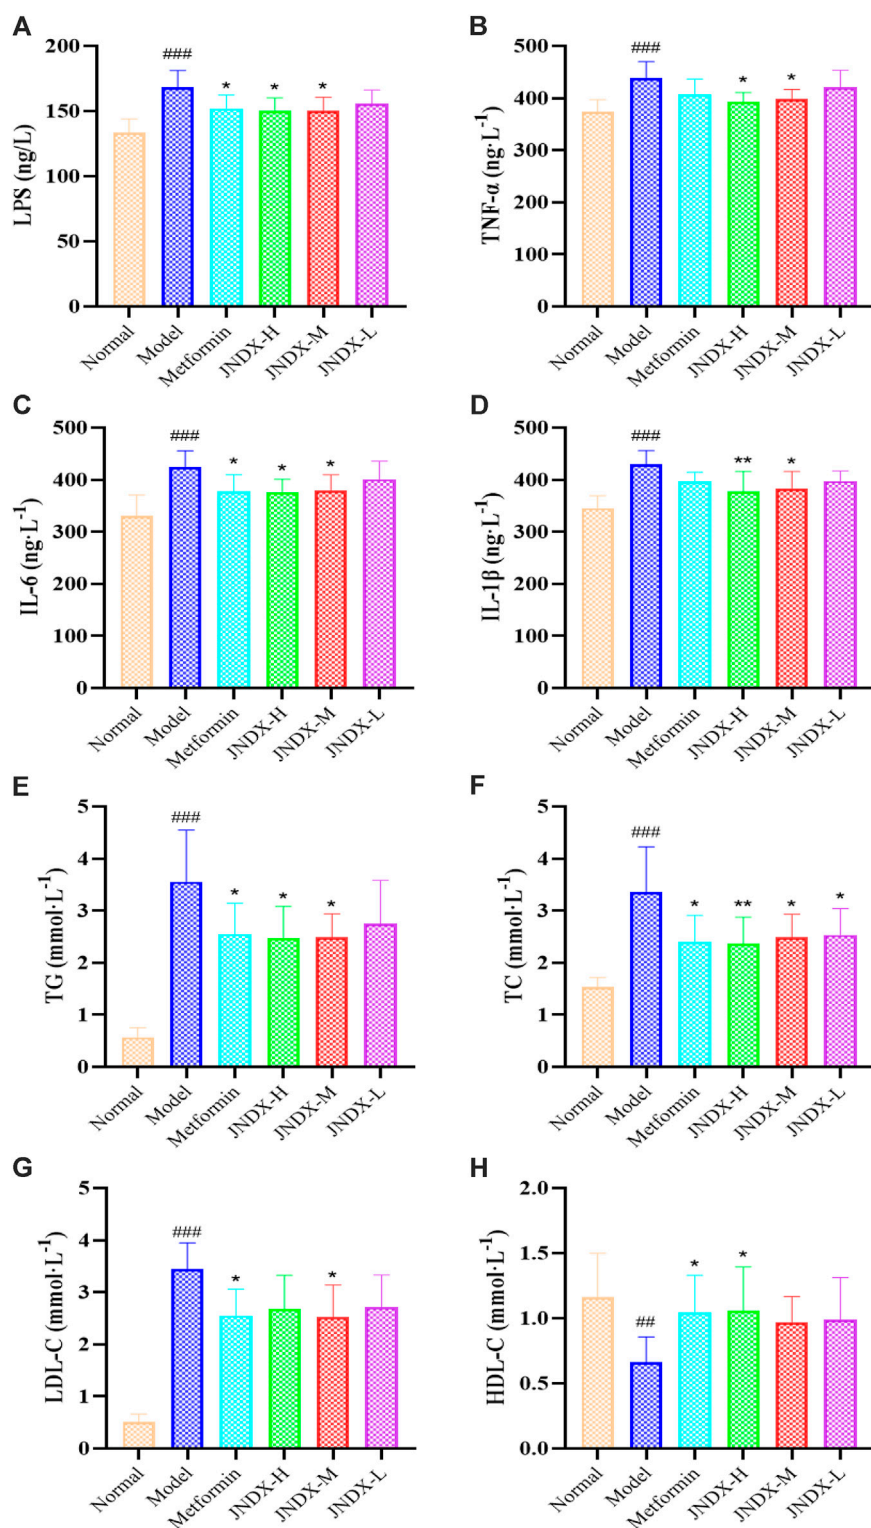 A
LPS (ng/L)
200
150
100
50
0
###
*
*
*
Normal
Model
Metformin
JNDX-H
JNDX-M
JNDX-L
B
TNF-α (ng·L⁻¹)
500
400
300
200
100
0
###
*
*
Normal
Model
Metformin
JNDX-H
JNDX-M
JNDX-L
C
IL-6 (ng·L⁻¹)
500
400
300
200
100
0
###
*
*
*
Normal
Model
Metformin
JNDX-H
JNDX-M
JNDX-L
D
IL-1β (ng·L⁻¹)
500
400
300
200
100
0
###
**
*
Normal
Model
Metformin
JNDX-H
JNDX-M
JNDX-L
E
TG (mmol·L⁻¹)
5
4
3
2
1
0
###
*
*
*
Normal
Model
Metformin
JNDX-H
JNDX-M
JNDX-L
F
TC (mmol·L⁻¹)
5
4
3
2
1
0
###
*
**
*
*
Normal
Model
Metformin
JNDX-H
JNDX-M
JNDX-L
G
LDL-C (mmol·L⁻¹)
5
4
3
2
1
0
###
*
*
Normal
Model
Metformin
JNDX-H
JNDX-M
JNDX-L
H
HDL-C (mmol·L⁻¹)
2.0
1.5
1.0
0.5
0.0
##
*
*
Normal
Model
Metformin
JNDX-H
JNDX-M
JNDX-L